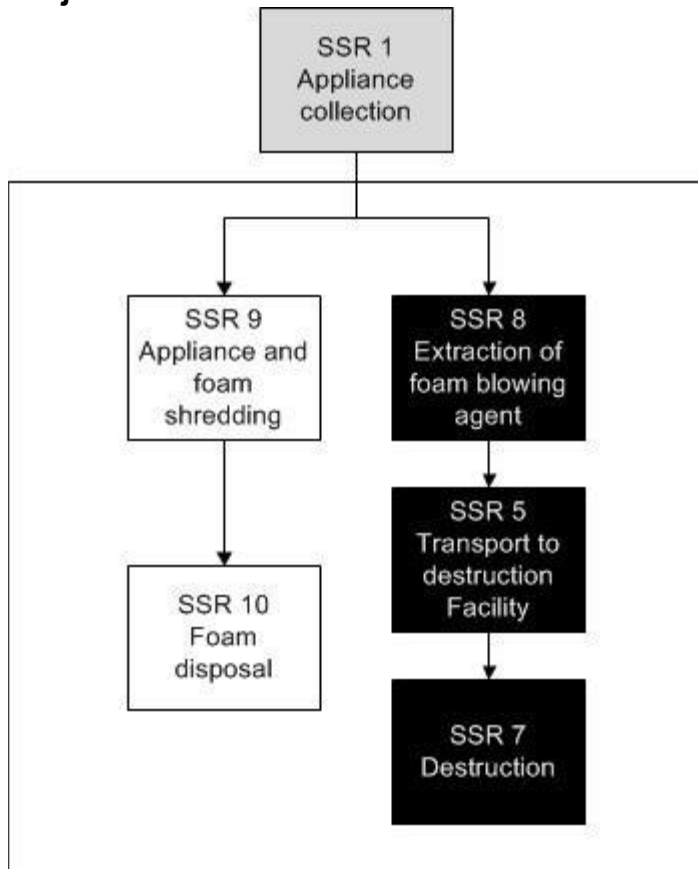 SSR 1
Appliance
collection
SSR 9
Appliance and
foam
shredding
SSR 8
Extraction of
foam blowing
agent
SSR 5
Transport to
destruction
Facility
SSR 10
Foam
disposal
SSR 7
Destruction